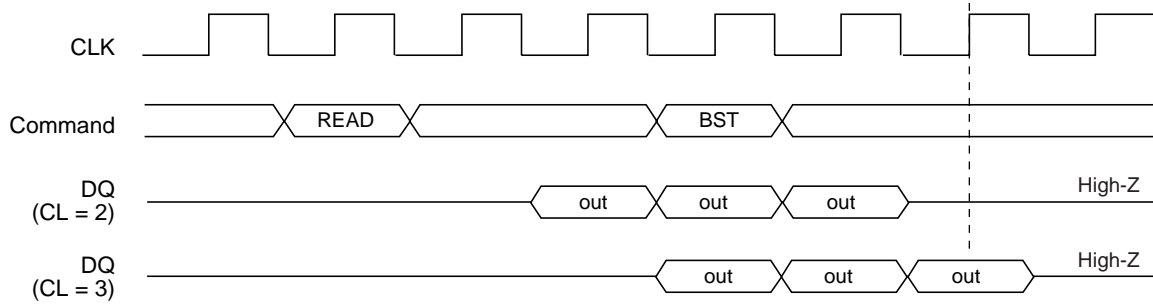 CLK
Command
READ
BST
DQ
(CL = 2)
out
out
out
High-Z
DQ
(CL = 3)
out
out
out
High-Z